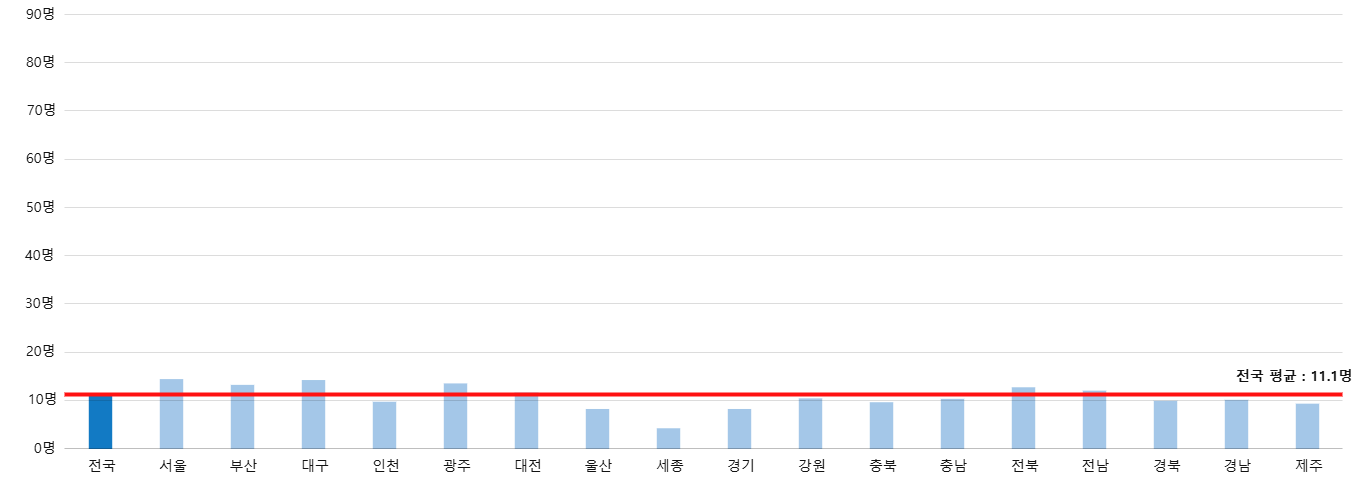 90명
80명
70명
60명
50명
40명
30명
20명
전국 평균 : 11.1명
10명
0명
전국 서울 부산 대구 인천 광주 대전 울산 세종 경기 강원 충북 충남 전북 전남 경북 경남 제주